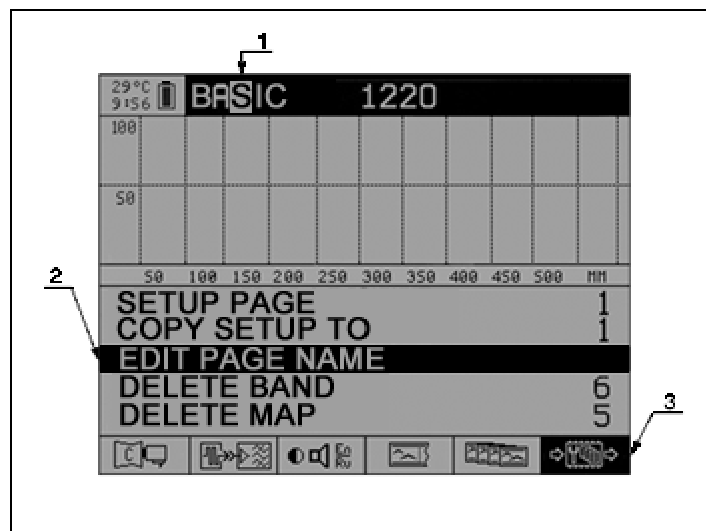 1
29°C
9:56
BASIC 1220
100
50
50 100 150 200 250 300 350 400 450 500 MM
2
SETUP PAGE 1
COPY SETUP TO 1
EDIT PAGE NAME
DELETE BAND 6
DELETE MAP 5
3
C